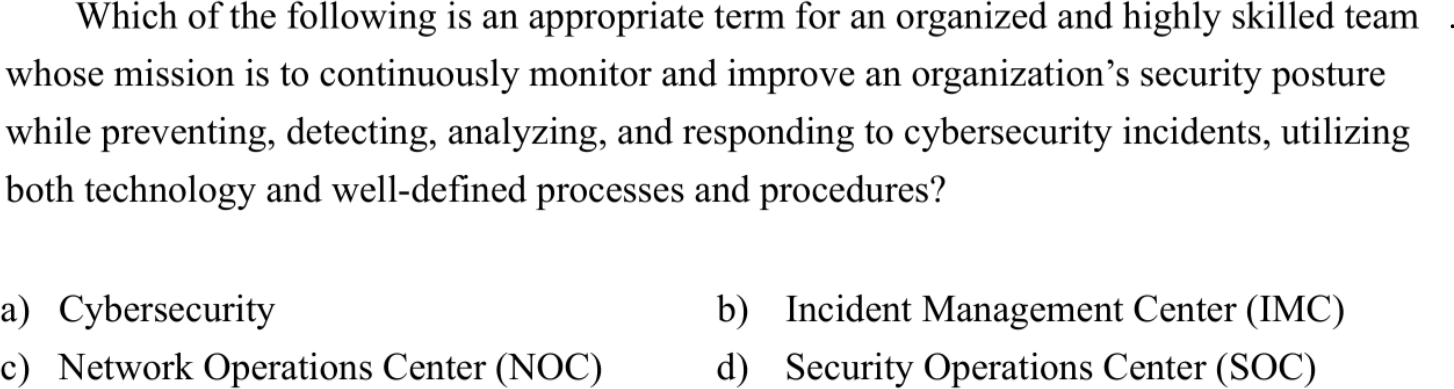 Which of the following is an appropriate term for an organized and highly skilled team .
whose mission is to continuously monitor and improve an organization’s security posture
while preventing, detecting, analyzing, and responding to cybersecurity incidents, utilizing
both technology and well-defined processes and procedures?
a) Cybersecurity b) Incident Management Center (IMC)
c) Network Operations Center (NOC) d) Security Operations Center (SOC)